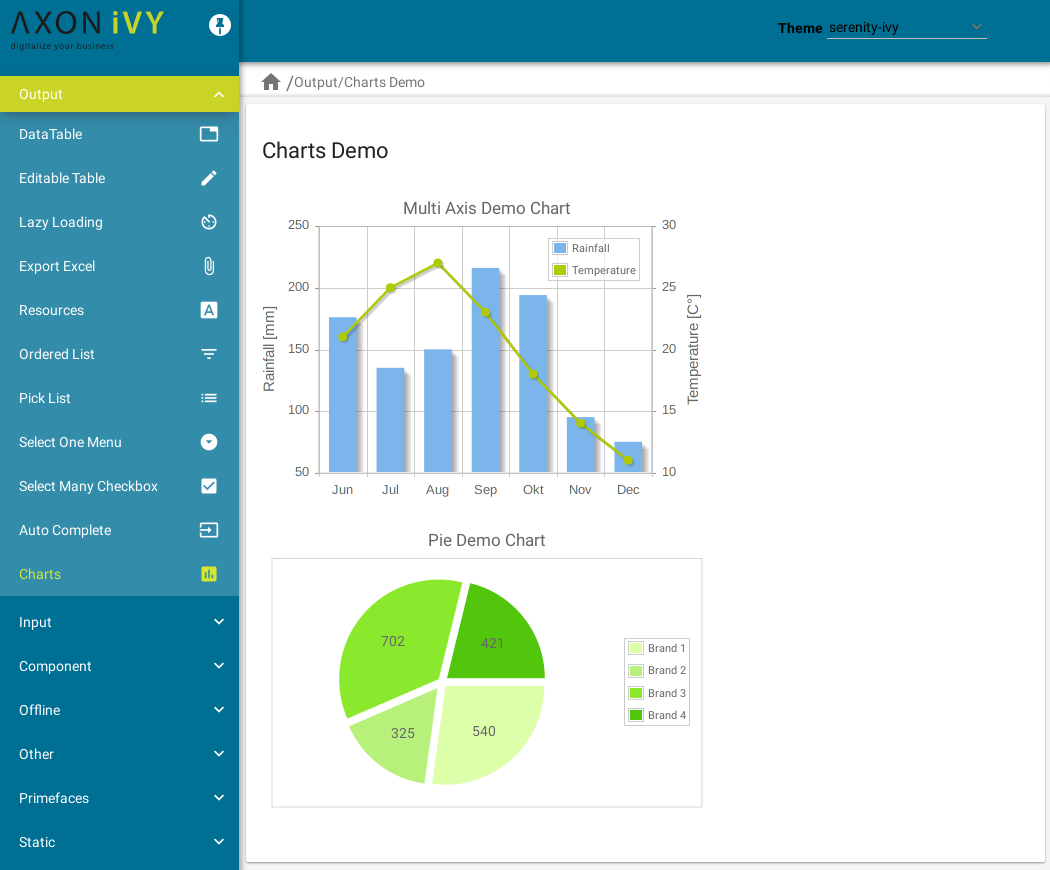 AXON iVY
digitalize your business
Theme serenity-ivy
Output
DataTable
Editable Table
Lazy Loading
Export Excel
Resources
Ordered List
Pick List
Select One Menu
Select Many Checkbox
Auto Complete
Charts
Input
Component
Offline
Other
Primefaces
Static
/Output/Charts Demo
Charts Demo
Multi Axis Demo Chart
250
200
150
100
50
Rainfall [mm]
30
25
20
15
10
Temperature [C°]
Rainfall
Temperature
Jun Jul Aug Sep Okt Nov Dec
Pie Demo Chart
702
421
325
540
Brand 1
Brand 2
Brand 3
Brand 4